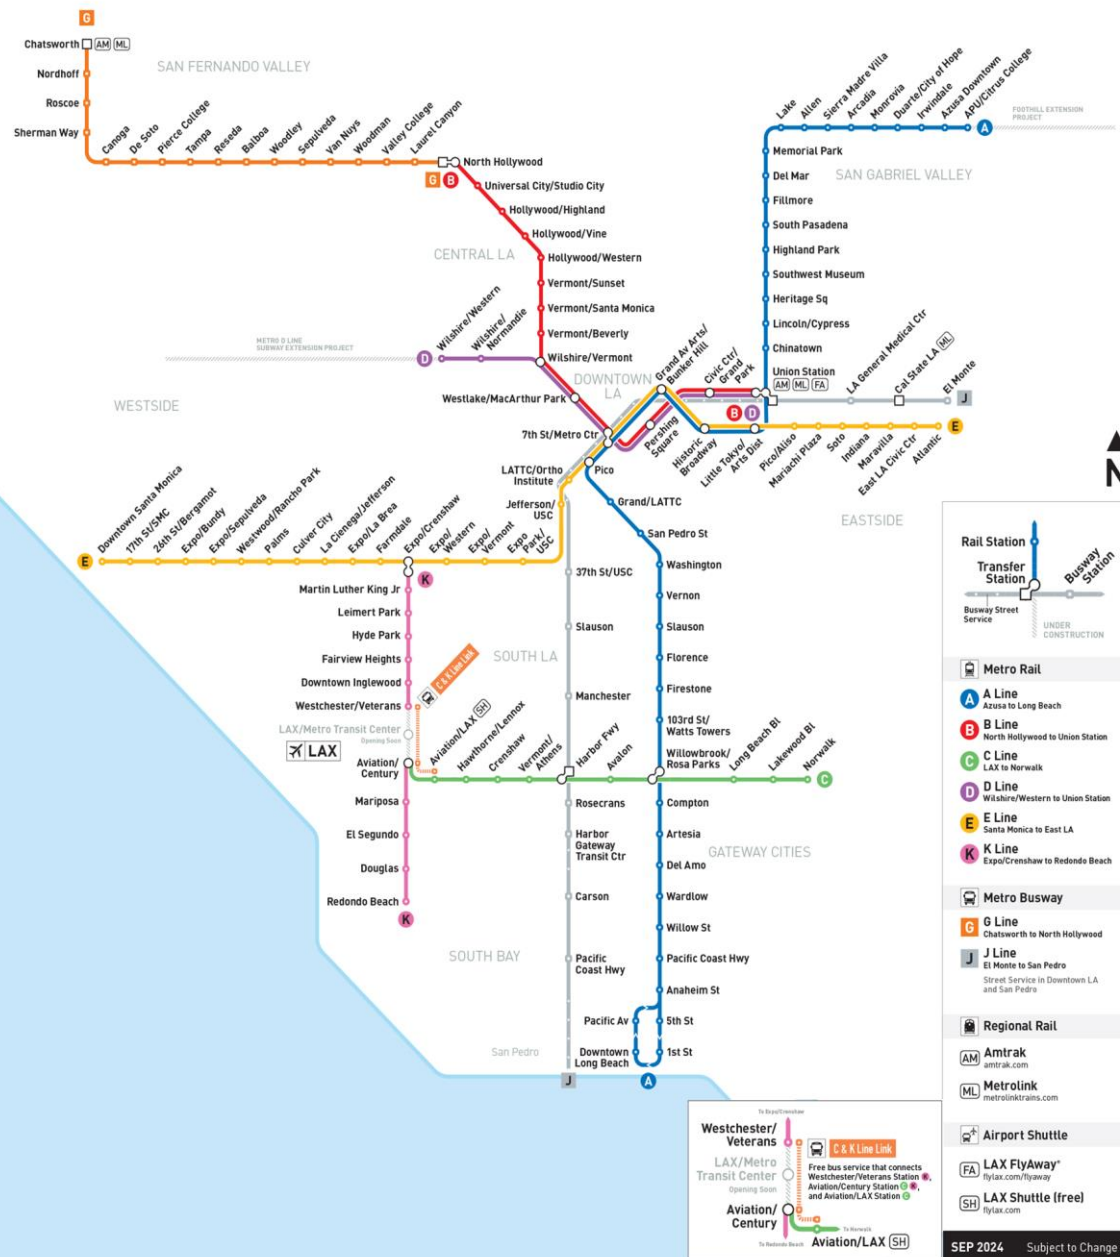 G
Chatsworth
AM ML
Nordhoff
Roscoe
Sherman Way
SAN FERNANDO VALLEY
Canoga
De Soto
Pierce College
Tampa
Reseda
Balboa
Woodley
Sepulveda
Van Nuys
Woodman
Valley College
Laurel Canyon
North Hollywood
G B
Universal City/Studio City
Hollywood/Highland
Hollywood/Vine
CENTRAL LA
Hollywood/Western
Vermont/Sunset
Vermont/Santa Monica
Vermont/Beverly
Wilshire/Vermont
METRO D LINE
SUBWAY EXTENSION PROJECT
D
Wilshire/Western
Wilshire/
Normandie
WESTSIDE
Westlake/MacArthur Park
7th St/Metro Ctr
DOWNTOWN
LA
Lake
Allen
Sierra Madre Villa
Arcadia
Monrovia
Duarte/City of Hope
Irwindale
Azusa Downtown
APU/Citrus College
A
FOOTHILL EXTENSION
PROJECT
Memorial Park
Del Mar
SAN GABRIEL VALLEY
Fillmore
South Pasadena
Highland Park
Southwest Museum
Heritage Sq
Lincoln/Cypress
Chinatown
Union Station
AM ML FA
Grand Av Arts/
Bunker Hill
Civic Ctr/
Grand
Park
B D
Pershing
Square
Historic
Broadway
Little Tokyo/
Arts Dist
LA General Medical Ctr
Cal State LA ML
El Monte
J
Pico/Aliso
Mariachi Plaza
Soto
Indiana
Maravilla
East LA Civic Ctr
Atlantic
E
EASTSIDE
LATTC/Ortho
Institute
Pico
Jefferson/
USC
Grand/LATTC
San Pedro St
Washington
Vernon
Slauson
Florence
Firestone
103rd St/
Watts Towers
Willowbrook/
Rosa Parks
Compton
Artesia
Del Amo
Wardlow
Willow St
Pacific Coast Hwy
Anaheim St
Pacific Av
5th St
Downtown
Long Beach
1st St
A
GATEWAY CITIES
E
Downtown Santa Monica
17th St/SMC
26th St/Bergamot
Expo/Bundy
Expo/Sepulveda
Westwood/Rancho Park
Palms
Culver City
La Cienega/Jefferson
Expo/La Brea
Farmdale
Expo/Crenshaw
Expo/
Western
Expo/
Vermont
Expo
Park/
USC
K
Martin Luther King Jr
Leimert Park
Hyde Park
Fairview Heights
Downtown Inglewood
Westchester/Veterans
C & K Line Link
LAX/Metro Transit Center
Opening Soon
LAX
Aviation/
Century
Mariposa
El Segundo
Douglas
Redondo Beach
K
SOUTH LA
Aviation/LAX SH
Hawthorne/Lennox
Crenshaw
Vermont/
Athens
Harbor Fwy
Avalon
Long Beach Bl
Lakewood Bl
Norwalk
C
37th St/USC
Slauson
Manchester
Rosecrans
Harbor
Gateway
Transit Ctr
Carson
Pacific
Coast Hwy
SOUTH BAY
San Pedro
J
N
Rail Station
Transfer
Station
Busway
Station
Busway Street
Service
UNDER
CONSTRUCTION
Metro Rail
A A Line
Azusa to Long Beach
B B Line
North Hollywood to Union Station
C C Line
LAX to Norwalk
D D Line
Wilshire/Western to Union Station
E E Line
Santa Monica to East LA
K K Line
Expo/Crenshaw to Redondo Beach
Metro Busway
G G Line
Chatsworth to North Hollywood
J J Line
El Monte to San Pedro
Street Service in Downtown LA
and San Pedro
Regional Rail
AM Amtrak
amtrak.com
ML Metrolink
metrolinktrains.com
Airport Shuttle
FA LAX FlyAway®
flylax.com/flyaway
SH LAX Shuttle (free)
flylax.com
SEP 2024 Subject to Change
To Expo/Crenshaw
Westchester/
Veterans
C & K Line Link
LAX/Metro
Transit Center
Opening Soon
Free bus service that connects
Westchester/Veterans Station K,
Aviation/Century Station C K,
and Aviation/LAX Station C
Aviation/
Century
To Norwalk
To Redondo Beach
Aviation/LAX SH